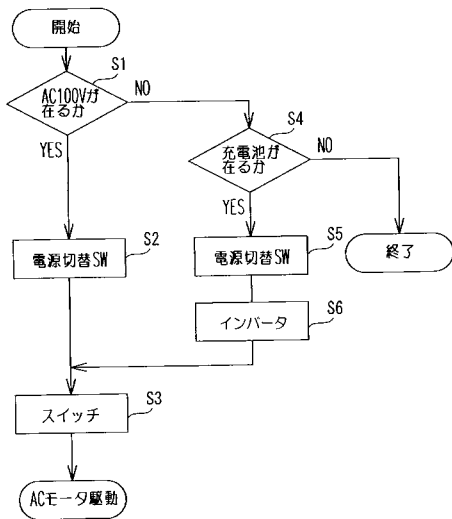 開始
S1
AC100Vが
在るか
NO
YES
S4
充電池が
在るか
NO
YES
S2
電源切替SW
S5
電源切替SW
終了
S6
インバータ
S3
スイッチ
ACモータ駆動